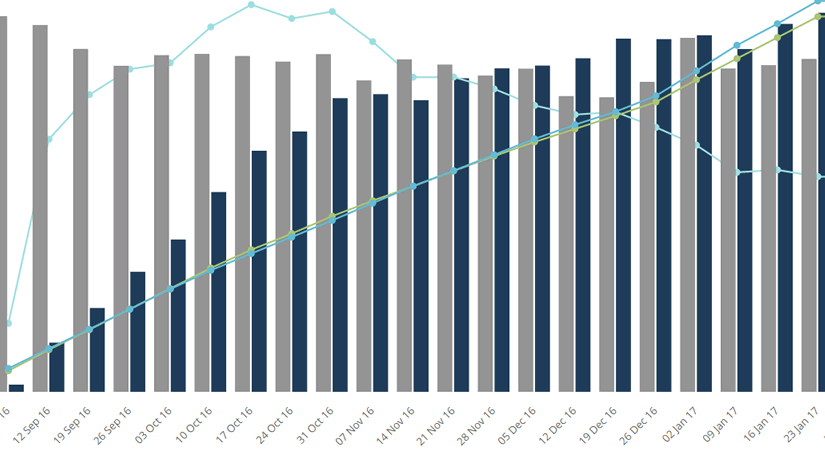 16
12 Sep 16
19 Sep 16
26 Sep 16
03 Oct 16
10 Oct 16
17 Oct 16
24 Oct 16
31 Oct 16
07 Nov 16
14 Nov 16
21 Nov 16
28 Nov 16
05 Dec 16
12 Dec 16
19 Dec 16
26 Dec 16
02 Jan 17
09 Jan 17
16 Jan 17
23 Jan 17